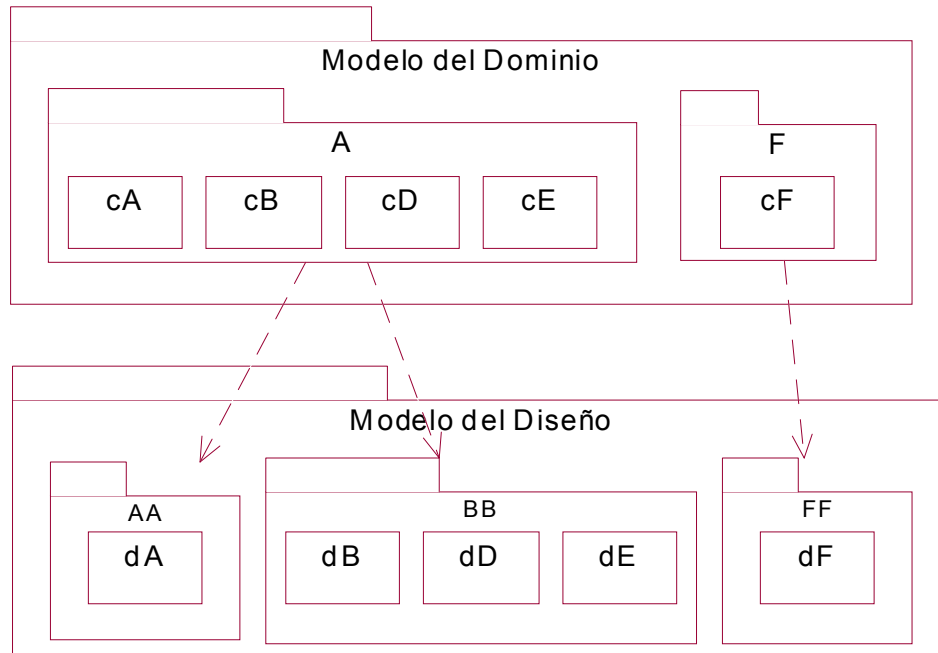 Modelo del Dominio
A
F
cA cB cD cE cF
Modelo del Diseño
AA BB FF
dA dB dD dE dF